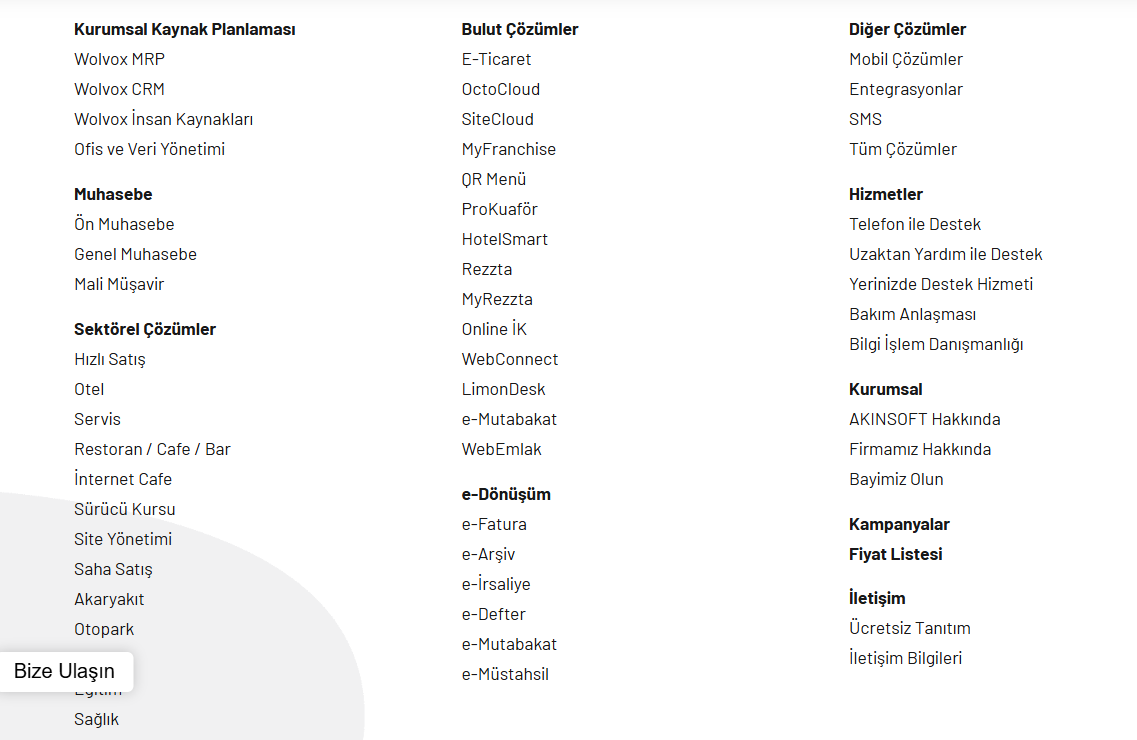 Kurumsal Kaynak Planlaması
Wolvox MRP
Wolvox CRM
Wolvox İnsan Kaynakları
Ofis ve Veri Yönetimi
Muhasebe
Ön Muhasebe
Genel Muhasebe
Mali Müşavir
Sektörel Çözümler
Hızlı Satış
Otel
Servis
Restoran / Cafe / Bar
İnternet Cafe
Sürücü Kursu
Site Yönetimi
Saha Satış
Akaryakıt
Otopark
Bize Ulaşın
Eğitim
Sağlık
Bulut Çözümler
E-Ticaret
OctoCloud
SiteCloud
MyFranchise
QR Menü
ProKuaför
HotelSmart
Rezzta
MyRezzta
Online İK
WebConnect
LimonDesk
e-Mutabakat
WebEmlak
e-Dönüşüm
e-Fatura
e-Arşiv
e-İrsaliye
e-Defter
e-Mutabakat
e-Müstahsil
Diğer Çözümler
Mobil Çözümler
Entegrasyonlar
SMS
Tüm Çözümler
Hizmetler
Telefon ile Destek
Uzaktan Yardım ile Destek
Yerinizde Destek Hizmeti
Bakım Anlaşması
Bilgi İşlem Danışmanlığı
Kurumsal
AKINSOFT Hakkında
Firmamız Hakkında
Bayimiz Olun
Kampanyalar
Fiyat Listesi
İletişim
Ücretsiz Tanıtım
İletişim Bilgileri